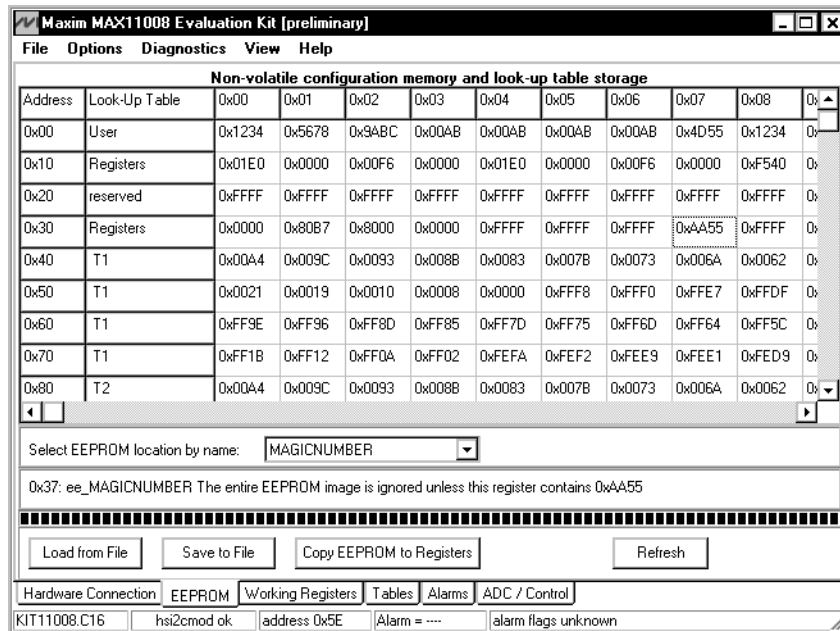 Maxim MAX11008 Evaluation Kit [preliminary]
File Options Diagnostics View Help
Non-volatile configuration memory and look-up table storage
Address Look-Up Table 0x00 0x01 0x02 0x03 0x04 0x05 0x06 0x07 0x08
0x00 User 0x1234 0x5678 0x9ABC 0x00AB 0x00AB 0x00AB 0x00AB 0x4D55 0x1234
0x10 Registers 0x01E0 0x0000 0x00F6 0x0000 0x01E0 0x0000 0x00F6 0x0000 0xF540
0x20 reserved 0xFFFF 0xFFFF 0xFFFF 0xFFFF 0xFFFF 0xFFFF 0xFFFF 0xFFFF 0xFFFF
0x30 Registers 0x0000 0x80B7 0x8000 0x0000 0xFFFF 0xFFFF 0xFFFF 0xAA55 0xFFFF
0x40 T1 0x00A4 0x009C 0x0093 0x008B 0x0083 0x007B 0x0073 0x006A 0x0062
0x50 T1 0x0021 0x0019 0x0010 0x0008 0x0000 0xFFF8 0xFFF0 0xFFE7 0xFFDF
0x60 T1 0xFF9E 0xFF96 0xFF8D 0xFF85 0xFF7D 0xFF75 0xFF6D 0xFF64 0xFF5C
0x70 T1 0xFF1B 0xFF12 0xFF0A 0xFF02 0xFEFA 0xFEF2 0xFEE9 0xFEE1 0xFED9
0x80 T2 0x00A4 0x009C 0x0093 0x008B 0x0083 0x007B 0x0073 0x006A 0x0062
Select EEPROM location by name: MAGICNUMBER
0x37: ee_MAGICNUMBER The entire EEPROM image is ignored unless this register contains 0xAA55
Load from File Save to File Copy EEPROM to Registers Refresh
Hardware Connection EEPROM Working Registers Tables Alarms ADC / Control
KIT11008.C16 hsi2cmod ok address 0x5E Alarm = ---- alarm flags unknown